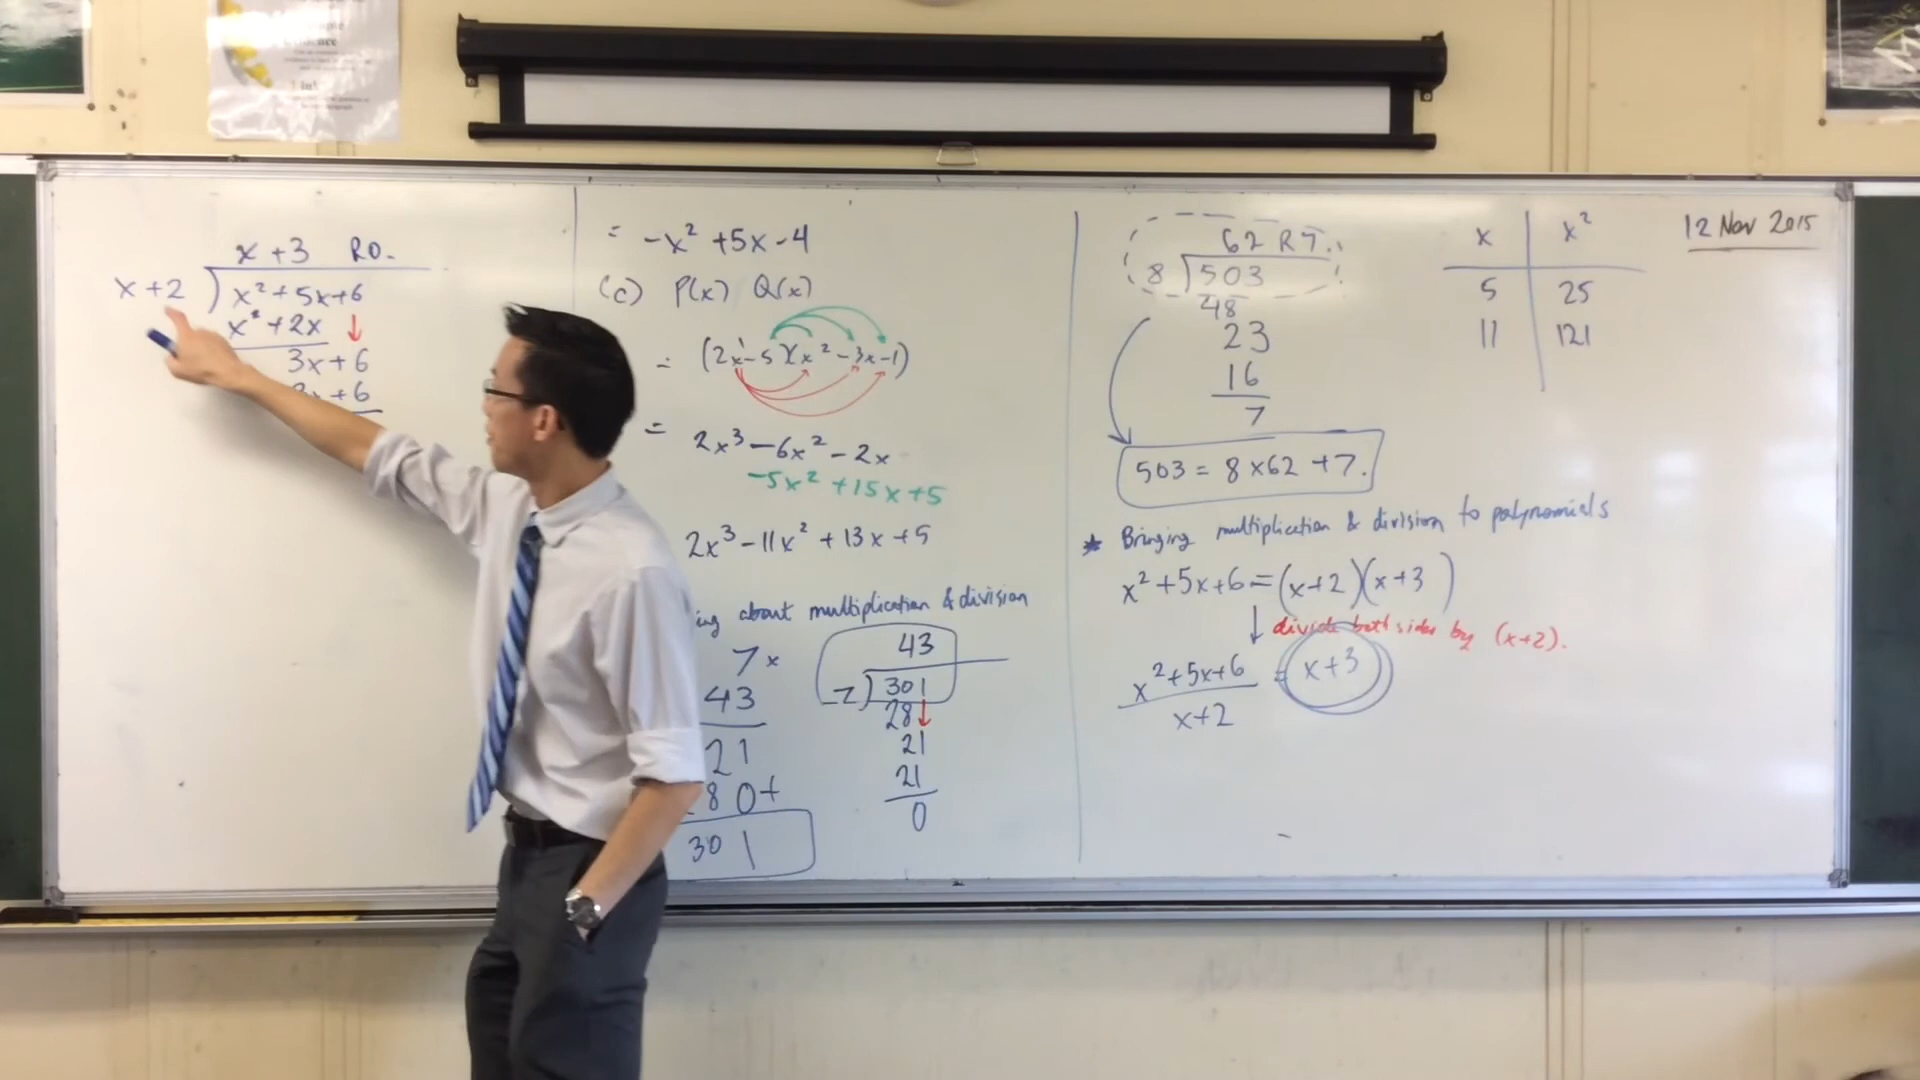 x + 3 R0.
x + 2 ) x² + 5x + 6
x² + 2x ↓
3x + 6
x + 6
= -x² + 5x - 4
(c) P(x) Q(x)
= (2x - 5)(x² - 3x - 1)
= 2x³ - 6x² - 2x
-5x² + 15x + 5
2x³ - 11x² + 13x + 5
about multiplication & division
7 ×
43
21
80+
301
43
7 ) 301
28↓
21
21
0
62 R7.
8 ) 503
48
23
16
7
503 = 8 × 62 + 7.
* Bringing multiplication & division to polynomials
x² + 5x + 6 = (x+2)(x+3)
↓ divide both sides by (x+2).
x² + 5x + 6 = x + 3
x + 2
x x²
5 25
11 121
12 Nov 2015